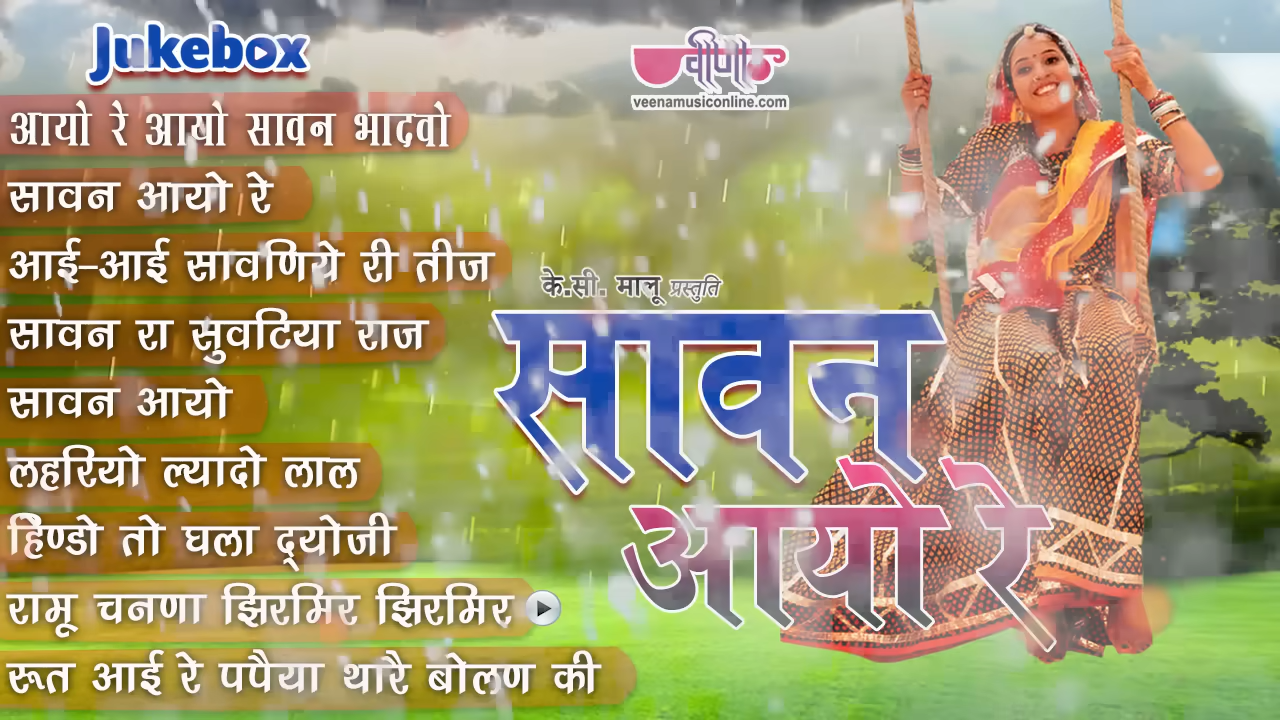 Jukebox
आयो रे आयो सावन भादवो
सावन आयो रे
आई-आई सावणिये री तीज
सावन रा सुवटिया राज
सावन आयो
लहरियो ल्यादो लाल
हिण्डो तो घला द्योजी
रामू चनणा झिरमिर झिरमिर
रूत आई रे पपैया थारै बोलण की
वीणा
veenamusiconline.com
के.सी. मालू प्रस्तुति
सावन
आयो रे